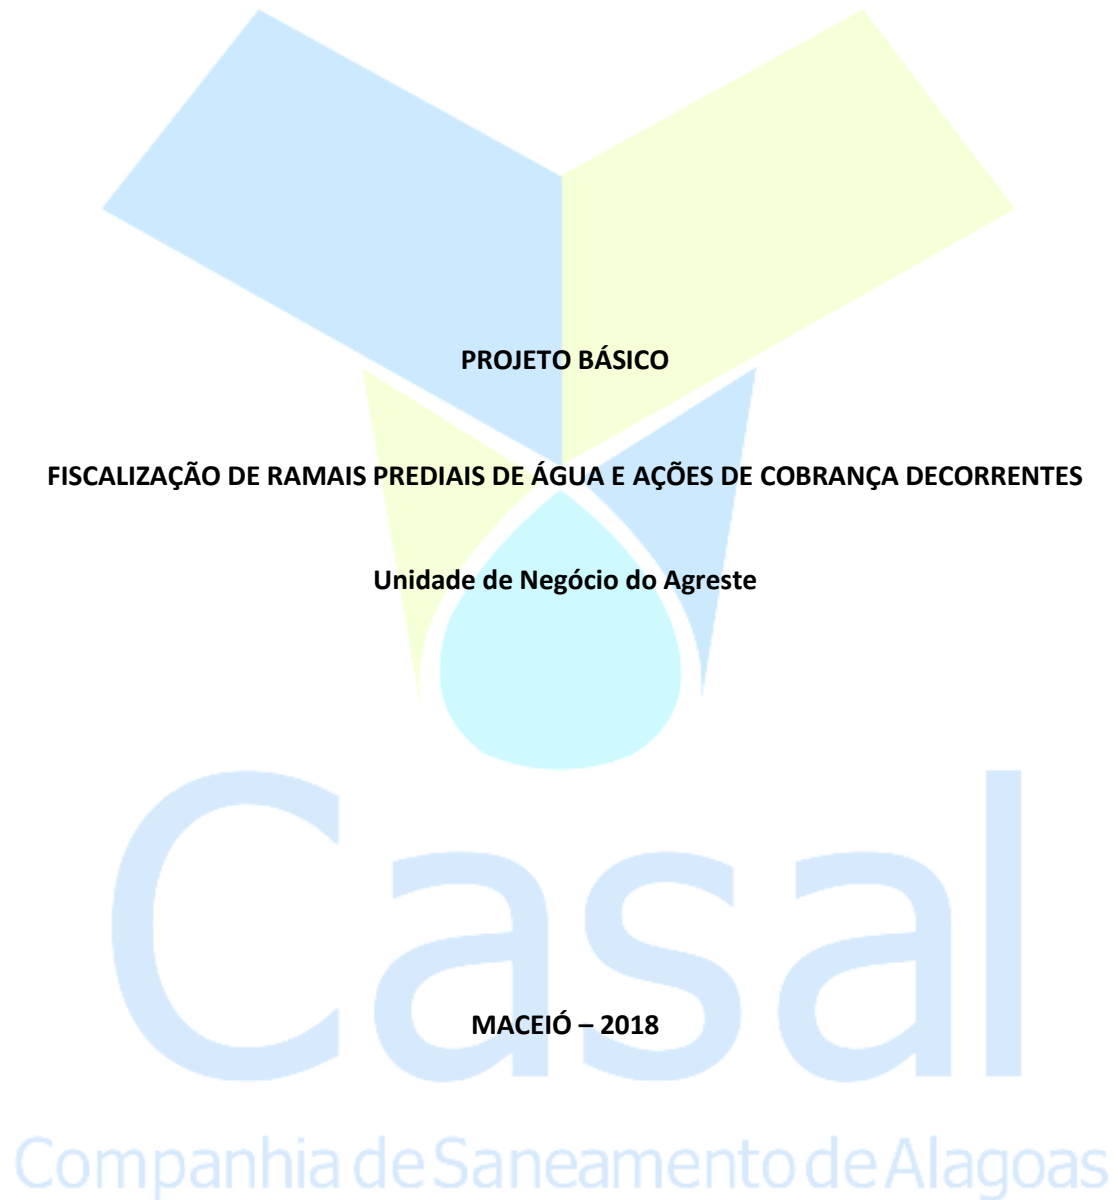 PROJETO BÁSICO
FISCALIZAÇÃO DE RAMAIS PREDIAIS DE ÁGUA E AÇÕES DE COBRANÇA DECORRENTES
Unidade de Negócio do Agreste
MACEIÓ – 2018
Casal
Companhia de Saneamento de Alagoas